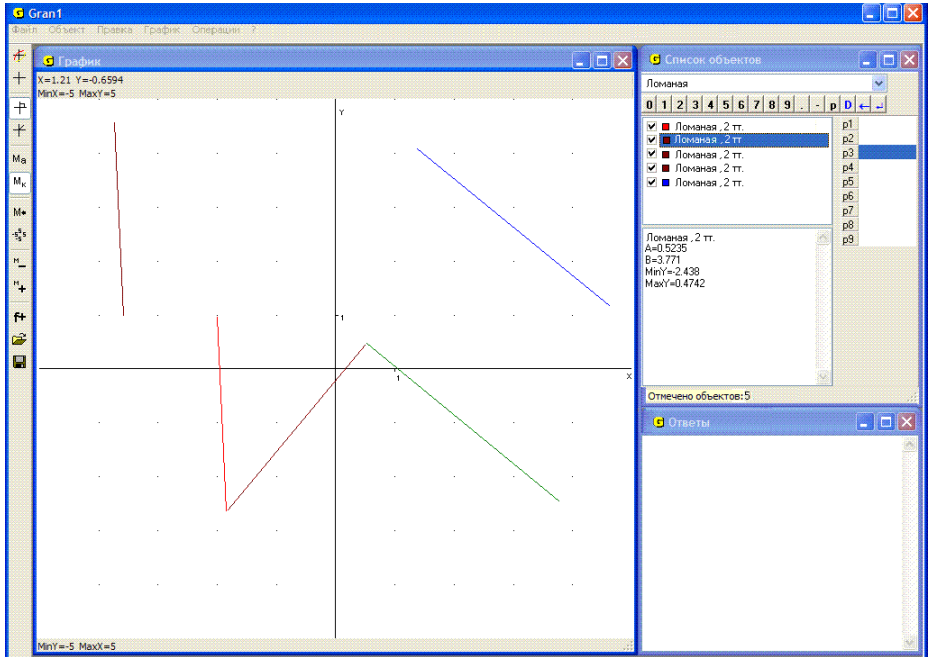 Gran1
Файл Объект Правка График Операции ?
График
X=1.21 Y=-0.6594
MinX=-5 MaxY=5
Y
1
X
1
MinY=-5 MaxX=5
Ma
Mк
M
M
M
f+
Список объектов
Ломаная
0 1 2 3 4 5 6 7 8 9 . - p D ← ↵
Ломаная , 2 тт.
Ломаная , 2 тт
Ломаная , 2 тт.
Ломаная , 2 тт.
Ломаная , 2 тт.
p1
p2
p3
p4
p5
p6
p7
p8
p9
Ломаная , 2 тт.
A=0.5235
B=3.771
MinY=-2.438
MaxY=0.4742
Отмечено объектов:5
Ответы